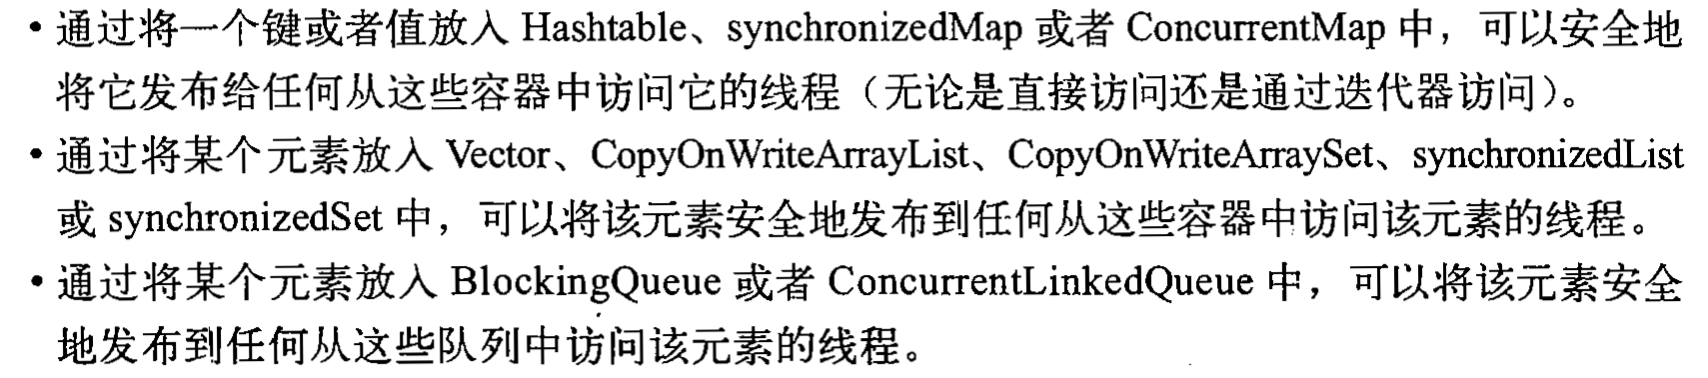 • 通过将一个键或者值放入 Hashtable、synchronizedMap 或者 ConcurrentMap 中，可以安全地
将它发布给任何从这些容器中访问它的线程（无论是直接访问还是通过迭代器访问）。
• 通过将某个元素放入 Vector、CopyOnWriteArrayList、CopyOnWriteArraySet、synchronizedList
或 synchronizedSet 中，可以将该元素安全地发布到任何从这些容器中访问该元素的线程。
• 通过将某个元素放入 BlockingQueue 或者 ConcurrentLinkedQueue 中，可以将该元素安全
地发布到任何从这些队列中访问该元素的线程。